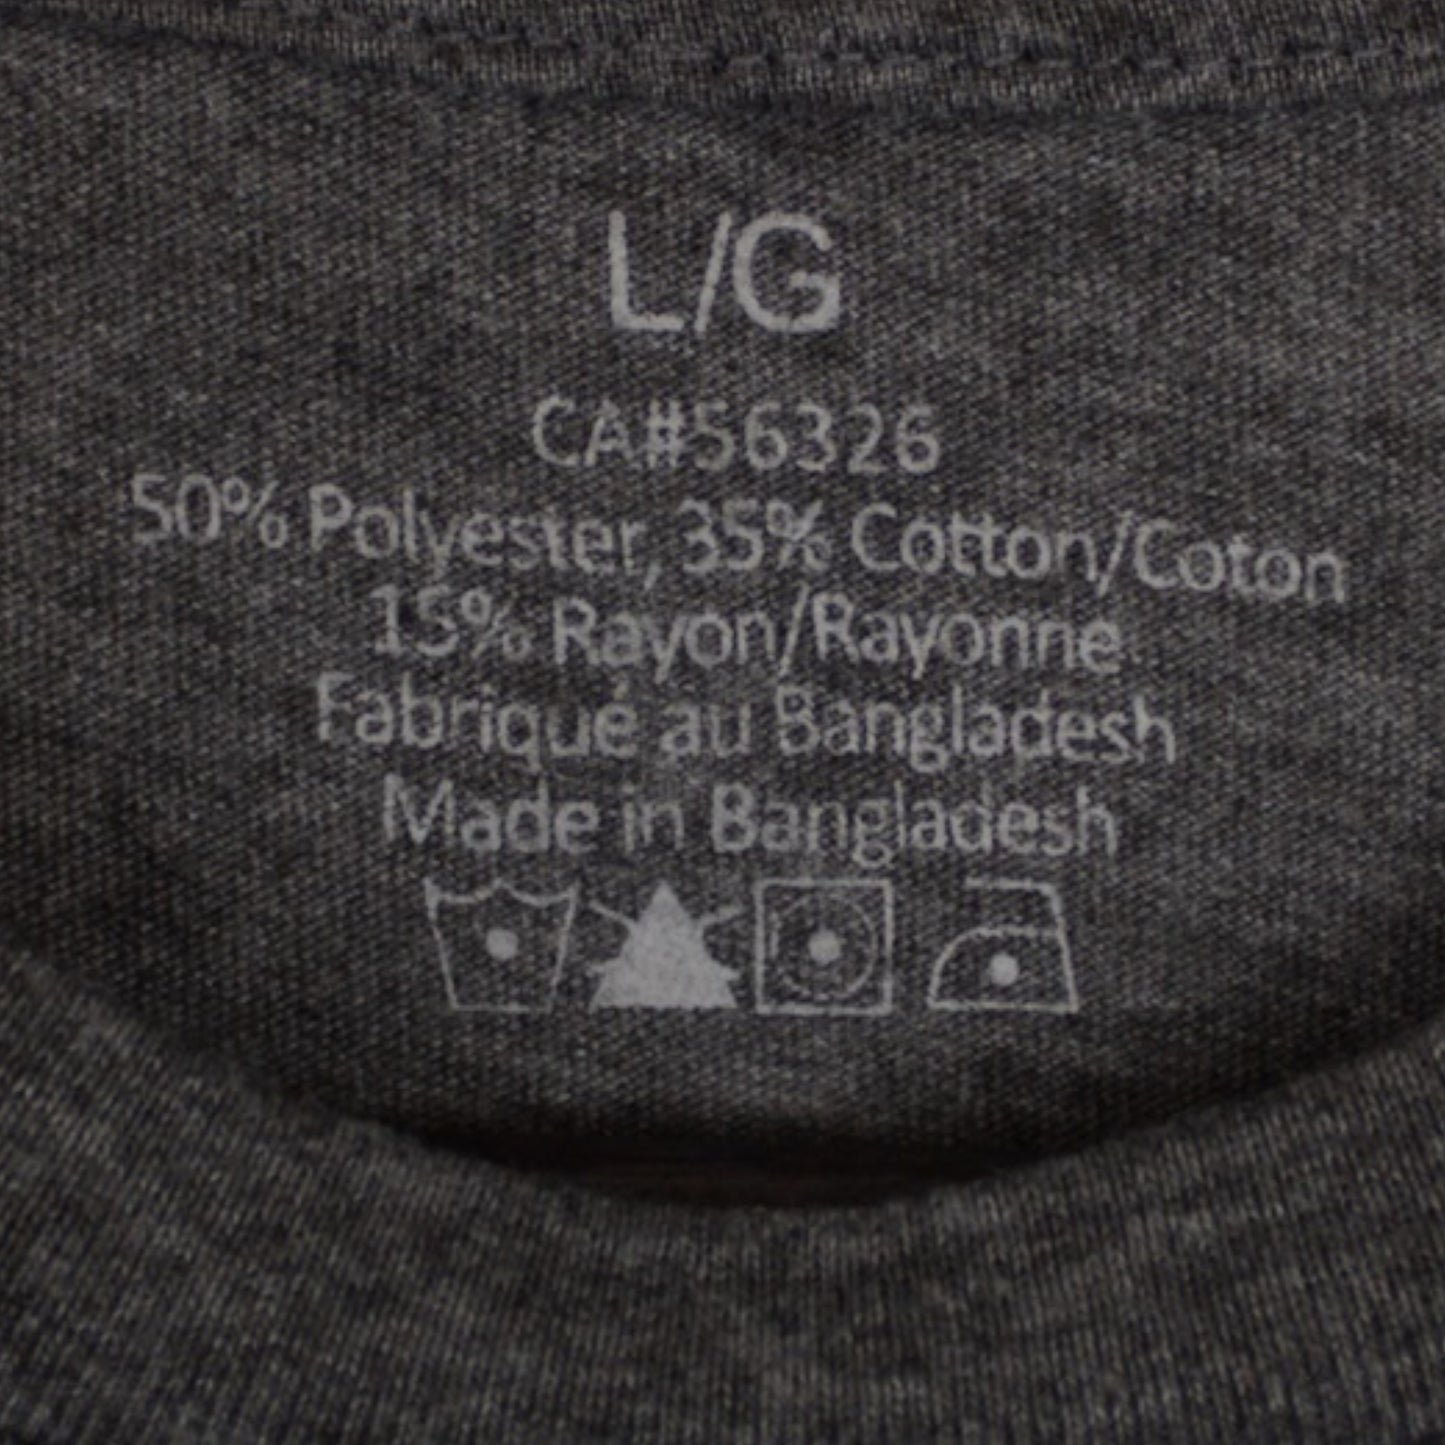 L/G
CA#56326
50% Polyester, 35% Cotton/Coton
15% Rayon/Rayonne
Fabriqué au Bangladesh
Made in Bangladesh